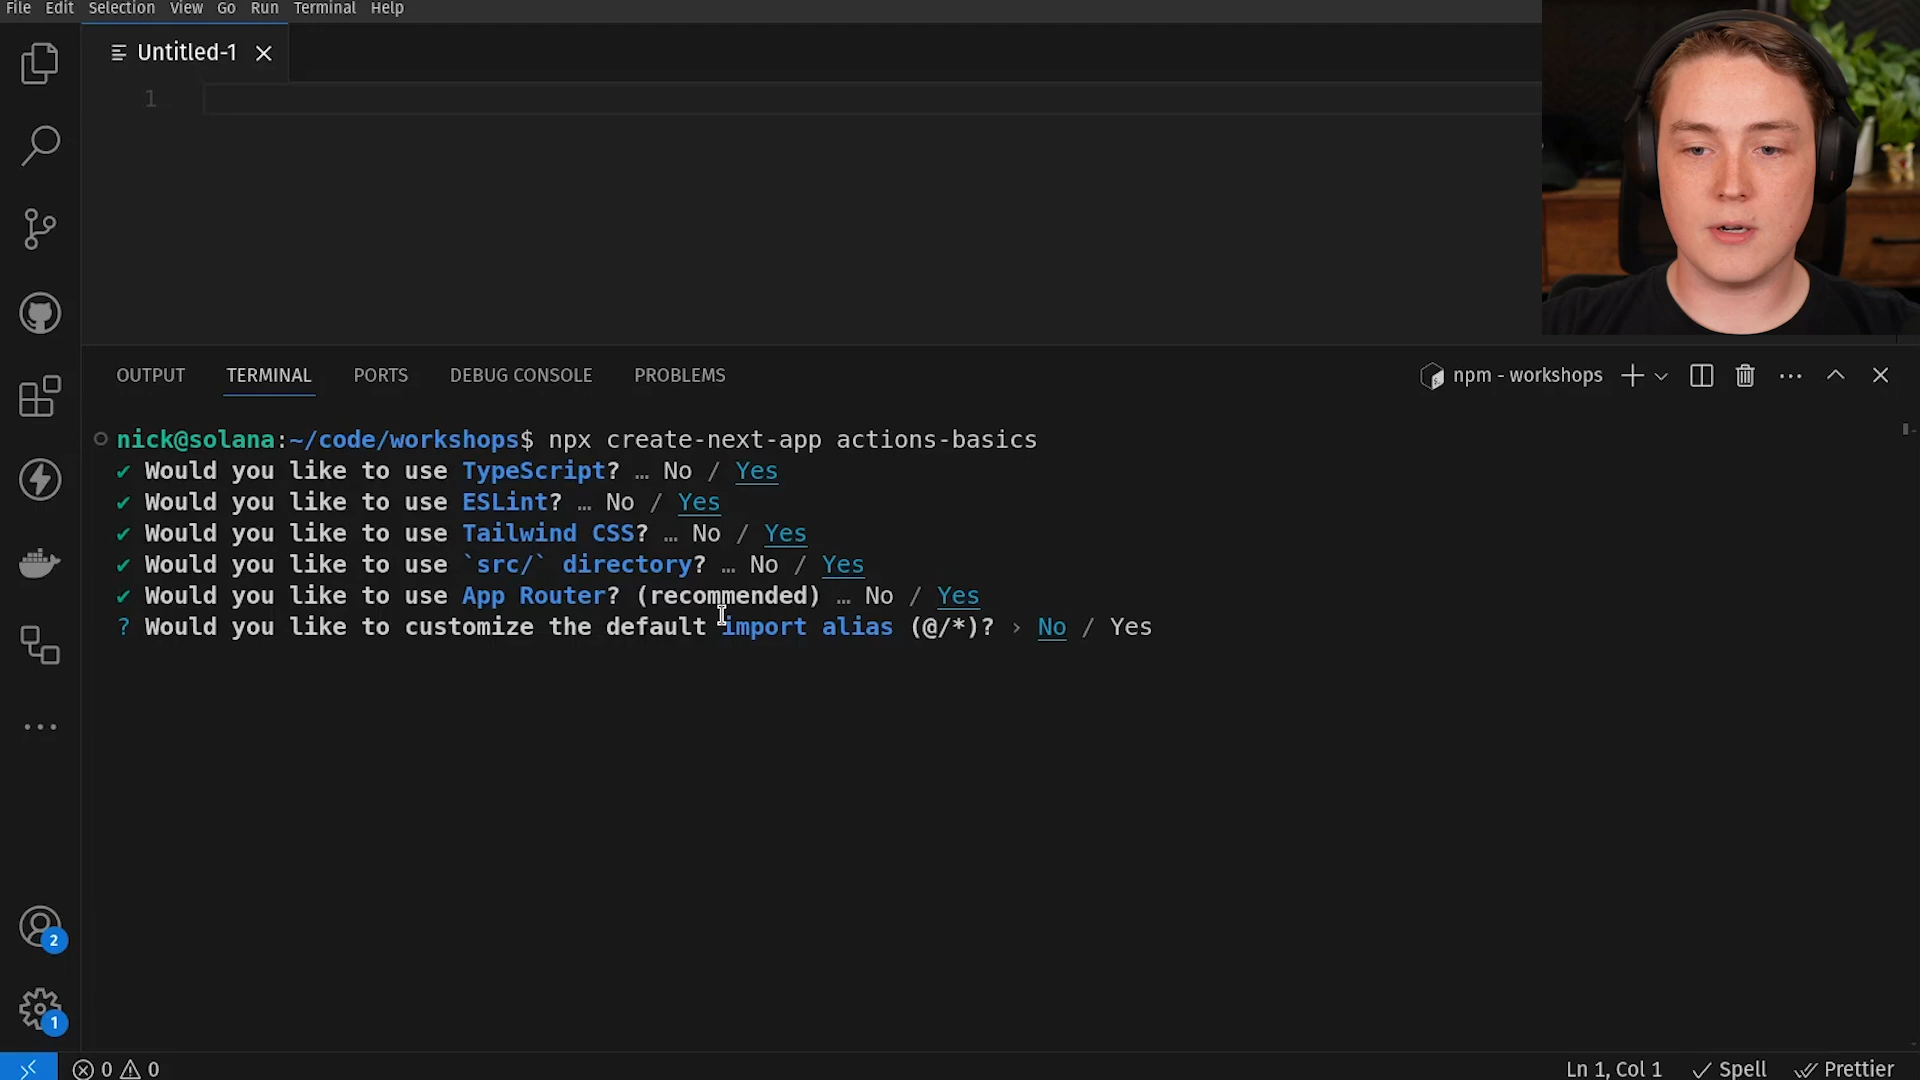 File Edit Selection View Go Run Terminal Help
Untitled-1
1
OUTPUT TERMINAL PORTS DEBUG CONSOLE PROBLEMS npm - workshops
nick@solana:~/code/workshops$ npx create-next-app actions-basics
✔ Would you like to use TypeScript? … No / Yes
✔ Would you like to use ESLint? … No / Yes
✔ Would you like to use Tailwind CSS? … No / Yes
✔ Would you like to use `src/` directory? … No / Yes
✔ Would you like to use App Router? (recommended) … No / Yes
? Would you like to customize the default import alias (@/*)? › No / Yes
2
1
0 0 Ln 1, Col 1 Spell Prettier